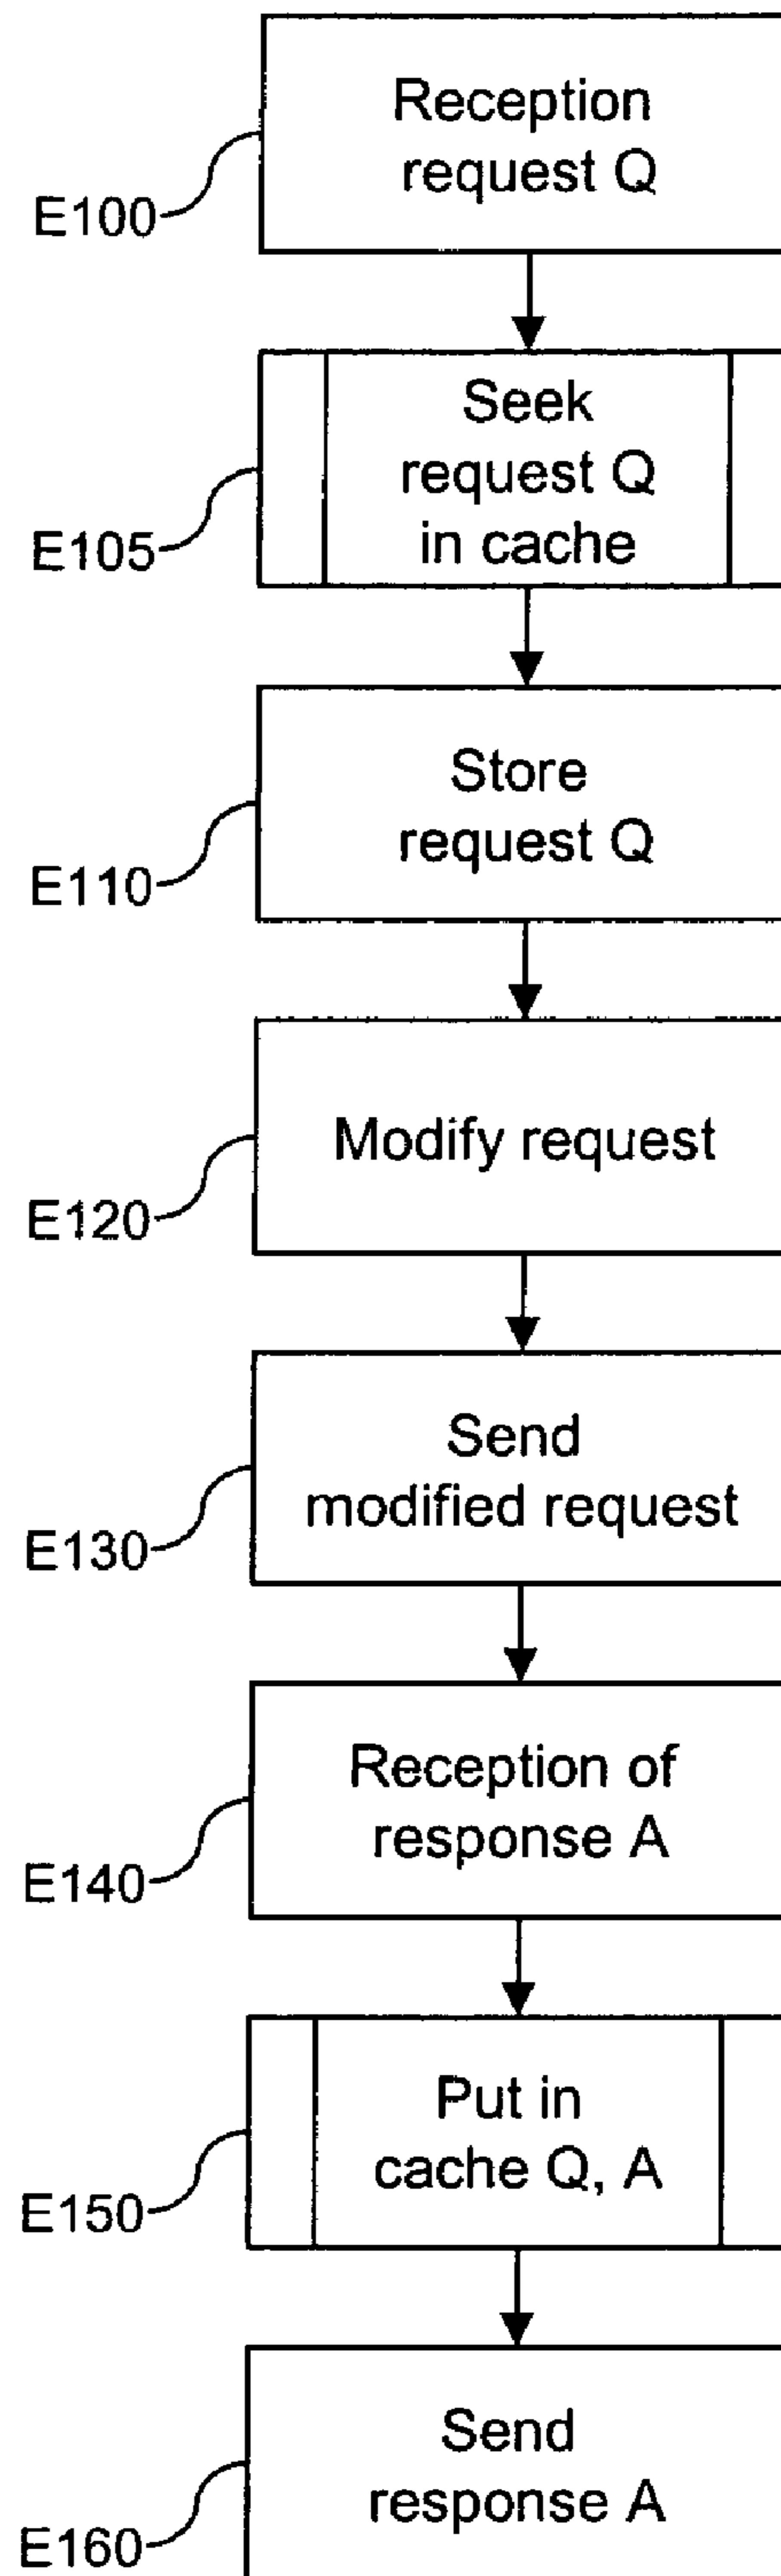 Reception
request Q
E100
Seek
request Q
in cache
E105
Store
request Q
E110
Modify request
E120
Send
modified request
E130
Reception of
response A
E140
Put in
cache Q, A
E150
Send
response A
E160